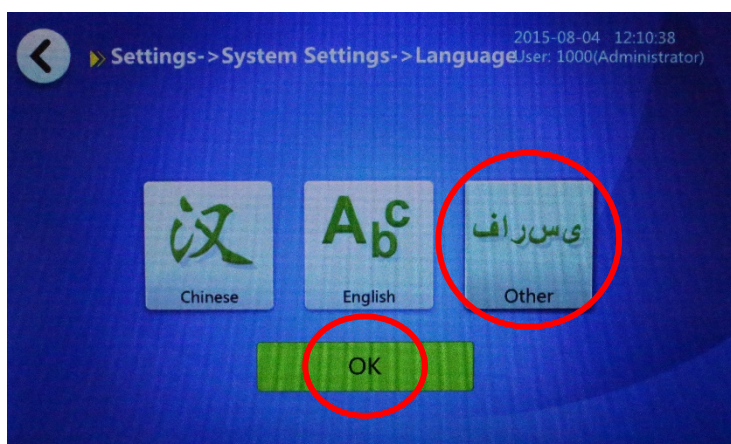 2015-08-04 12:10:38
Settings->System Settings->Language User: 1000(Administrator)
汉
Abc
ی س ر ا ف
Chinese
English
Other
OK